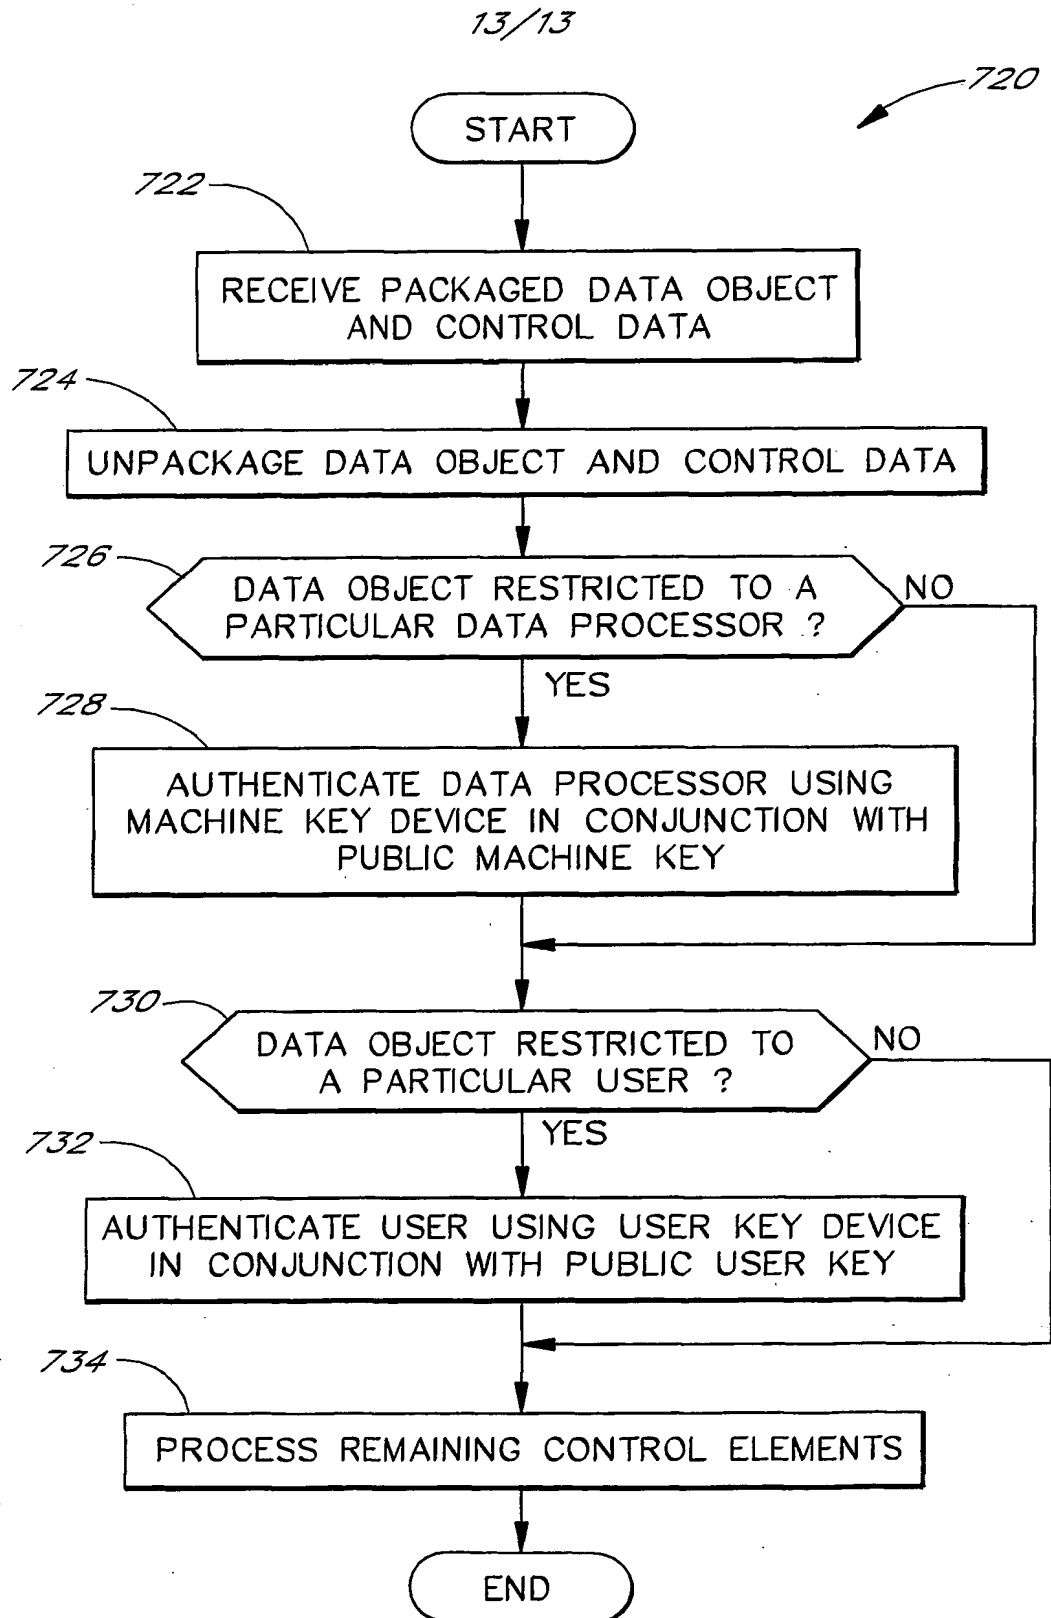 13/13
720
START
722
RECEIVE PACKAGED DATA OBJECT
AND CONTROL DATA
724
UNPACKAGE DATA OBJECT AND CONTROL DATA
726
DATA OBJECT RESTRICTED TO A
PARTICULAR DATA PROCESSOR ?
NO
YES
728
AUTHENTICATE DATA PROCESSOR USING
MACHINE KEY DEVICE IN CONJUNCTION WITH
PUBLIC MACHINE KEY
730
DATA OBJECT RESTRICTED TO
A PARTICULAR USER ?
NO
YES
732
AUTHENTICATE USER USING USER KEY DEVICE
IN CONJUNCTION WITH PUBLIC USER KEY
734
PROCESS REMAINING CONTROL ELEMENTS
END